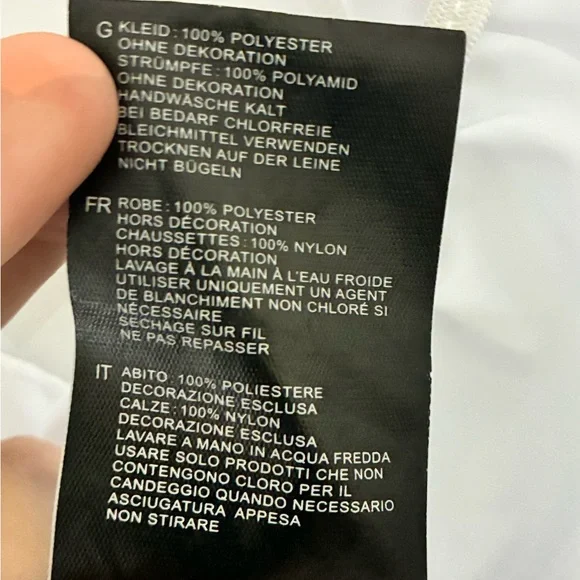 G KLEID: 100% POLYESTER
OHNE DEKORATION
STRÜMPFE: 100% POLYAMID
OHNE DEKORATION
HANDWÄSCHE KALT
BEI BEDARF CHLORFREIE
BLEICHMITTEL VERWENDEN
TROCKNEN AUF DER LEINE
NICHT BÜGELN
FR ROBE: 100% POLYESTER
HORS DÉCORATION
CHAUSSETTES: 100% NYLON
HORS DÉCORATION
LAVAGE À LA MAIN À L'EAU FROIDE
UTILISER UNIQUEMENT UN AGENT
DE BLANCHIMENT NON CHLORÉ SI
NÉCESSAIRE
SÉCHAGE SUR FIL
NE PAS REPASSER
IT ABITO: 100% POLIESTERE
DECORAZIONE ESCLUSA
CALZE: 100% NYLON
DECORAZIONE ESCLUSA
LAVARE A MANO IN ACQUA FREDDA
USARE SOLO PRODOTTI CHE NON
CONTENGONO CLORO PER IL
CANDEGGIO QUANDO NECESSARIO
ASCIUGATURA APPESA
NON STIRARE